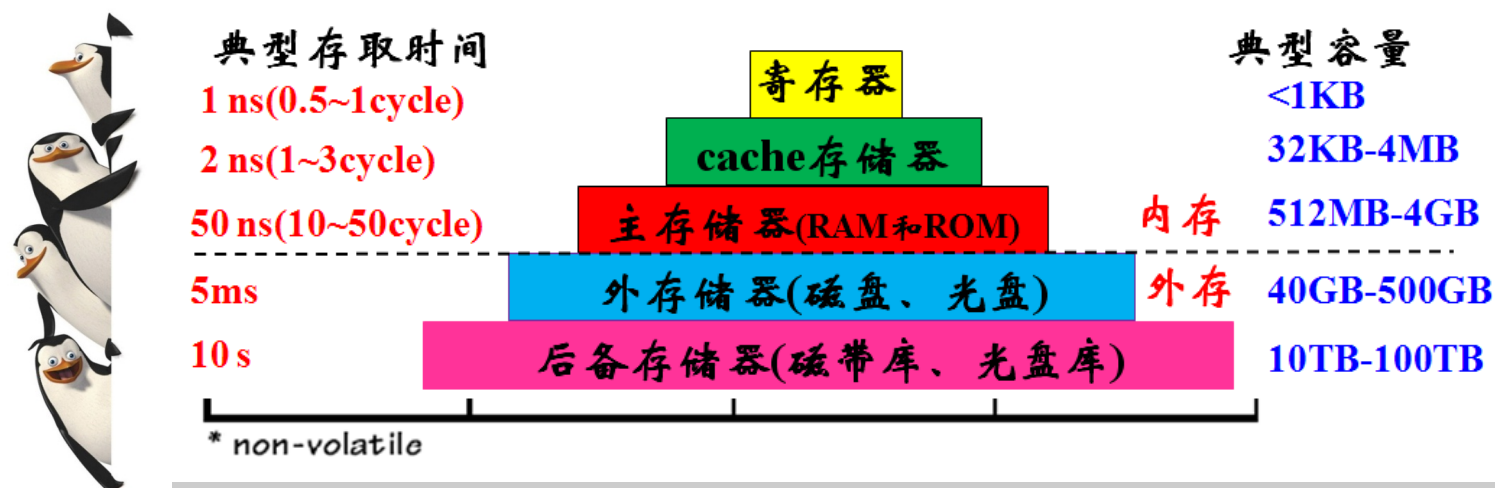 典型存取时间 典型容量
1 ns(0.5~1cycle) 寄存器 <1KB
2 ns(1~3cycle) cache存储器 32KB-4MB
50 ns(10~50cycle) 主存储器(RAM和ROM) 内存 512MB-4GB
5ms 外存储器(磁盘、光盘) 外存 40GB-500GB
10 s 后备存储器(磁带库、光盘库) 10TB-100TB
* non-volatile